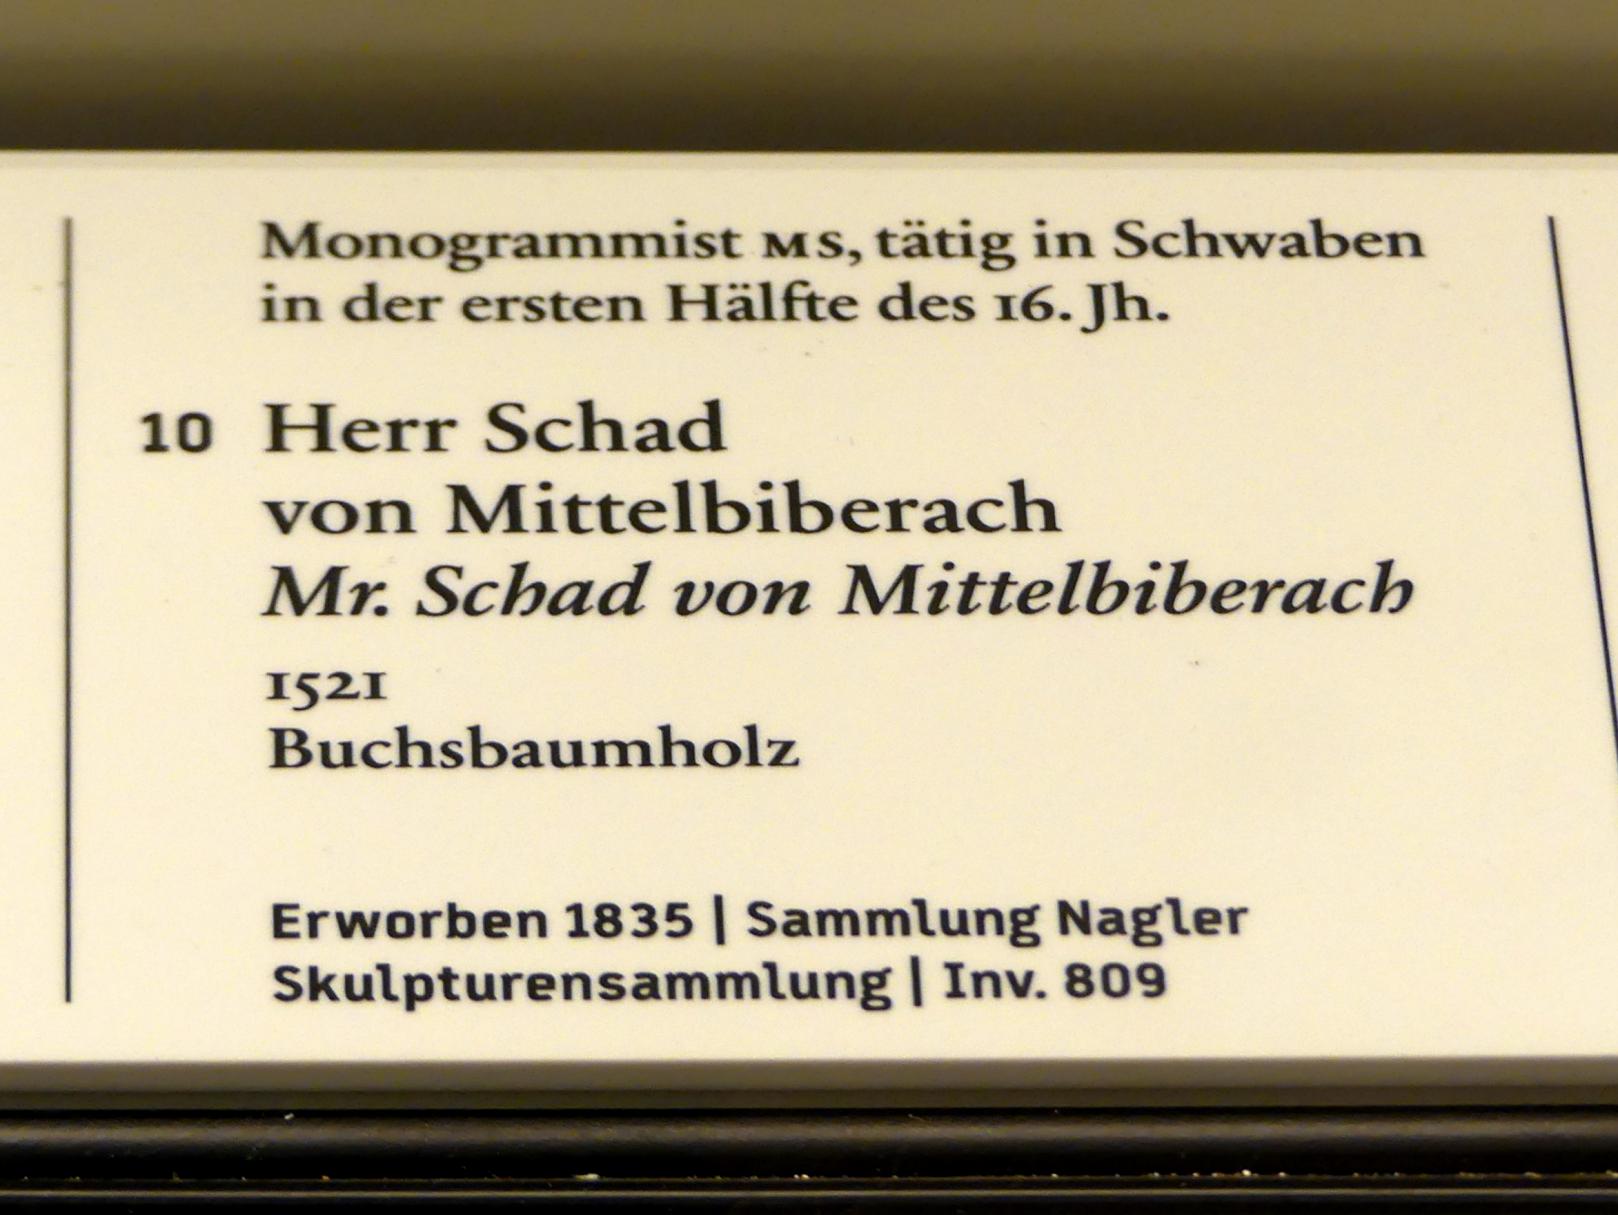 Monogrammist MS, tätig in Schwaben
in der ersten Hälfte des 16. Jh.
10 Herr Schad
von Mittelbiberach
Mr. Schad von Mittelbiberach
1521
Buchsbaumholz
Erworben 1835 | Sammlung Nagler
Skulpturensammlung | Inv. 809